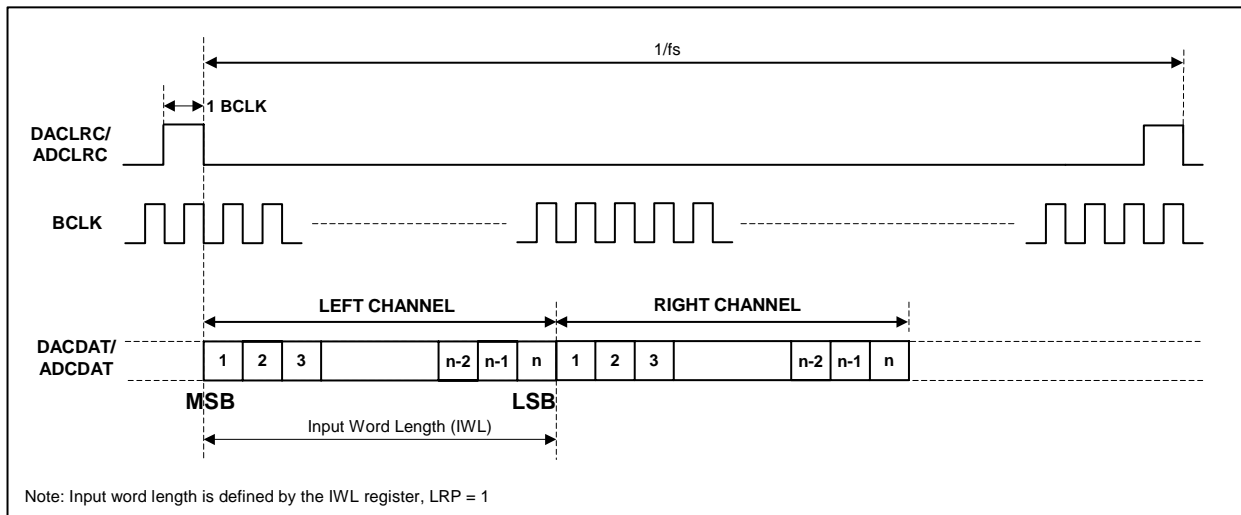 1/fs
1 BCLK
DACLRC/
ADCLRC
BCLK
LEFT CHANNEL RIGHT CHANNEL
DACDAT/
ADCDAT
1 2 3 n-2 n-1 n 1 2 3 n-2 n-1 n
MSB LSB
Input Word Length (IWL)
Note: Input word length is defined by the IWL register, LRP = 1